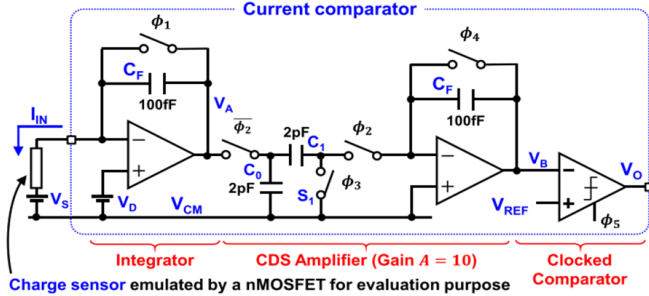 Current comparator
ϕ1
ϕ4
CF
100fF
CF
100fF
IIN
VA
ϕ2
2pF
C1
ϕ2
C0
2pF
S1
ϕ3
VB
VO
VS
VD
VCM
VREF
ϕ5
Integrator
CDS Amplifier (Gain A = 10)
Clocked
Comparator
Charge sensor emulated by a nMOSFET for evaluation purpose